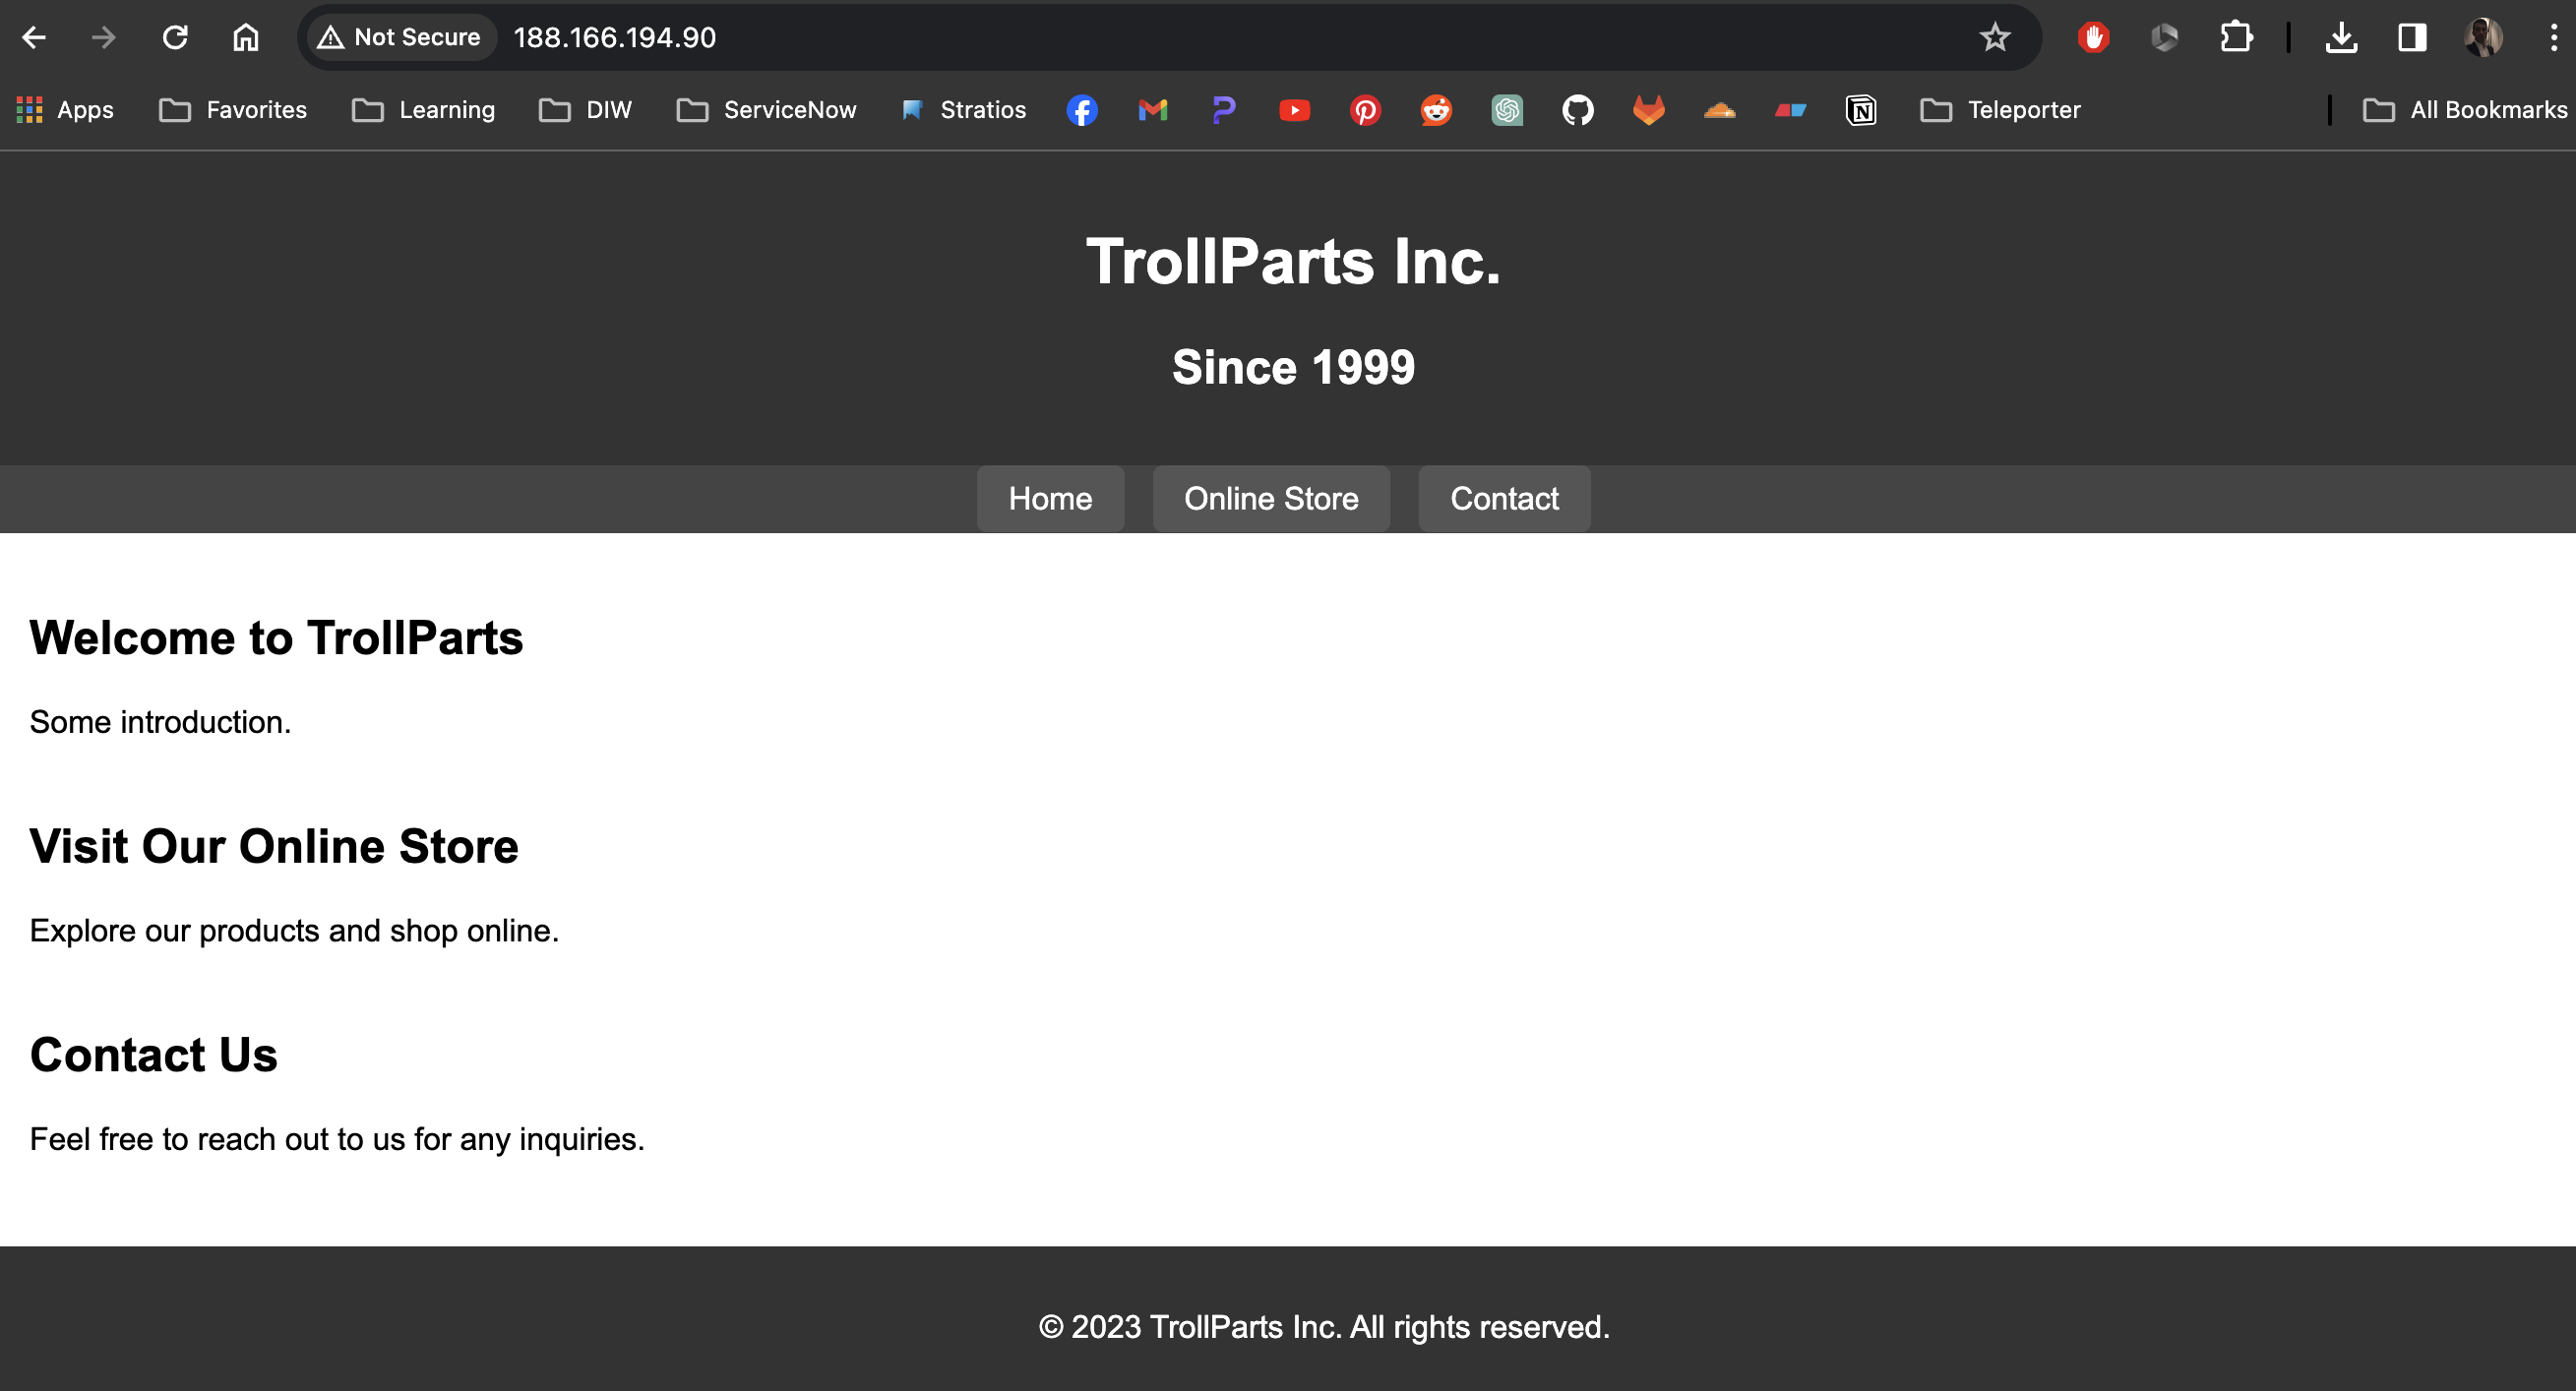 Not Secure 188.166.194.90
Apps Favorites Learning DIW ServiceNow Stratios Teleporter All Bookmarks
TrollParts Inc.
Since 1999
Home Online Store Contact
Welcome to TrollParts
Some introduction.
Visit Our Online Store
Explore our products and shop online.
Contact Us
Feel free to reach out to us for any inquiries.
© 2023 TrollParts Inc. All rights reserved.